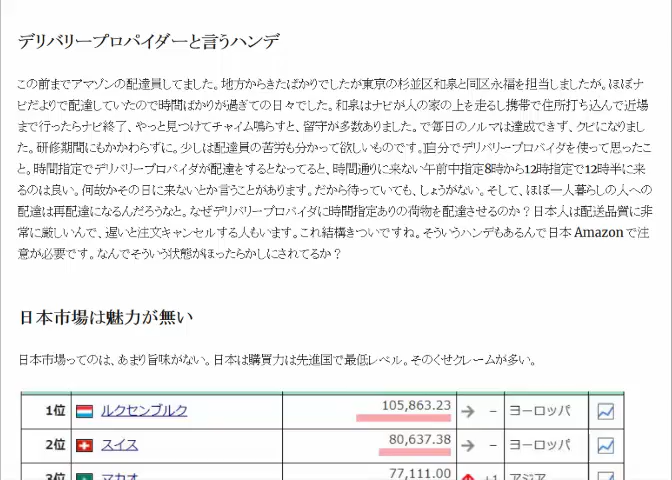 デリバリープロバイダーと言うハンデ
この前までアマゾンの配達員してました。地方からきたばかりでしたが東京の杉並区和泉と同区永福を担当しましたが。ほぼナ
ビだよりで配達していたので時間ばかりが過ぎての日々でした。和泉はナビが人の家の上を走るし携帯で住所打ち込んで近場
まで行ったらナビ終了、やっと見つけてチャイム鳴らすと、留守が多数ありました。で毎日のノルマは達成できず、クビになりまし
た。研修期間にもかかわらずに。少しは配達員の苦労も分かって欲しいものです。』自分でデリバリープロバイダを使って思ったこ
と。時間指定でデリバリープロバイダが配達をするとなってると、時間通りに来ない午前中指定8時から12時指定で12時半に来
るのは良い。何故かその日に来ないとか言うことがあります。だから待っていても、しょうがない。そして、ほぼ一人暮らしの人への
配達は再配達になるんだろうなと。なぜデリバリープロバイダに時間指定ありの荷物を配達させるのか？日本人は配送品質に非
常に厳しいんで、遅いと注文キャンセルする人もいます。これ結構きついですね。そういうハンデもあるんで日本 Amazon で注
意が必要です。なんでそういう状態がほったらかしにされてるか？
日本市場は魅力が無い
日本市場ってのは、あまり旨味がない。日本は購買力は先進国で最低レベル。そのくせクレームが多い。
1位 ルクセンブルク 105,863.23 → － ヨーロッパ
2位 スイス 80,637.38 → － ヨーロッパ
3位 マカオ 77,111.00 +1 アジア